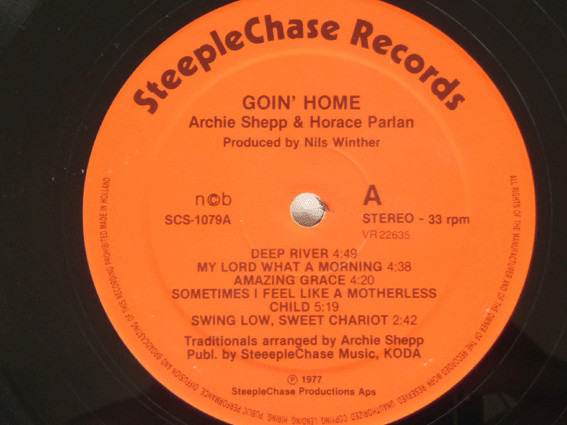 SteepleChase Records
GOIN' HOME
Archie Shepp & Horace Parlan
Produced by Nils Winther
n©b
A
SCS-1079A
STEREO - 33 rpm
VR 22635
DEEP RIVER 4:49
MY LORD WHAT A MORNING 4:38
AMAZING GRACE 4:20
SOMETIMES I FEEL LIKE A MOTHERLESS
CHILD 5:19
SWING LOW, SWEET CHARIOT 2:42
Traditionals arranged by Archie Shepp
Publ. by SteeepleChase Music, KODA
℗ 1977
SteepleChase Productions Aps
ALL RIGHTS OF THE MANUFACTURER AND OF THE OWNER OF THE RECORDED WORK RESERVED. UNAUTHORIZED COPYING LENDING HIRING, PUBLIC PERFORMANCE, DIFFUSION AND BROADCASTING OF THIS RECORDING PROHIBITED MADE IN HOLLAND